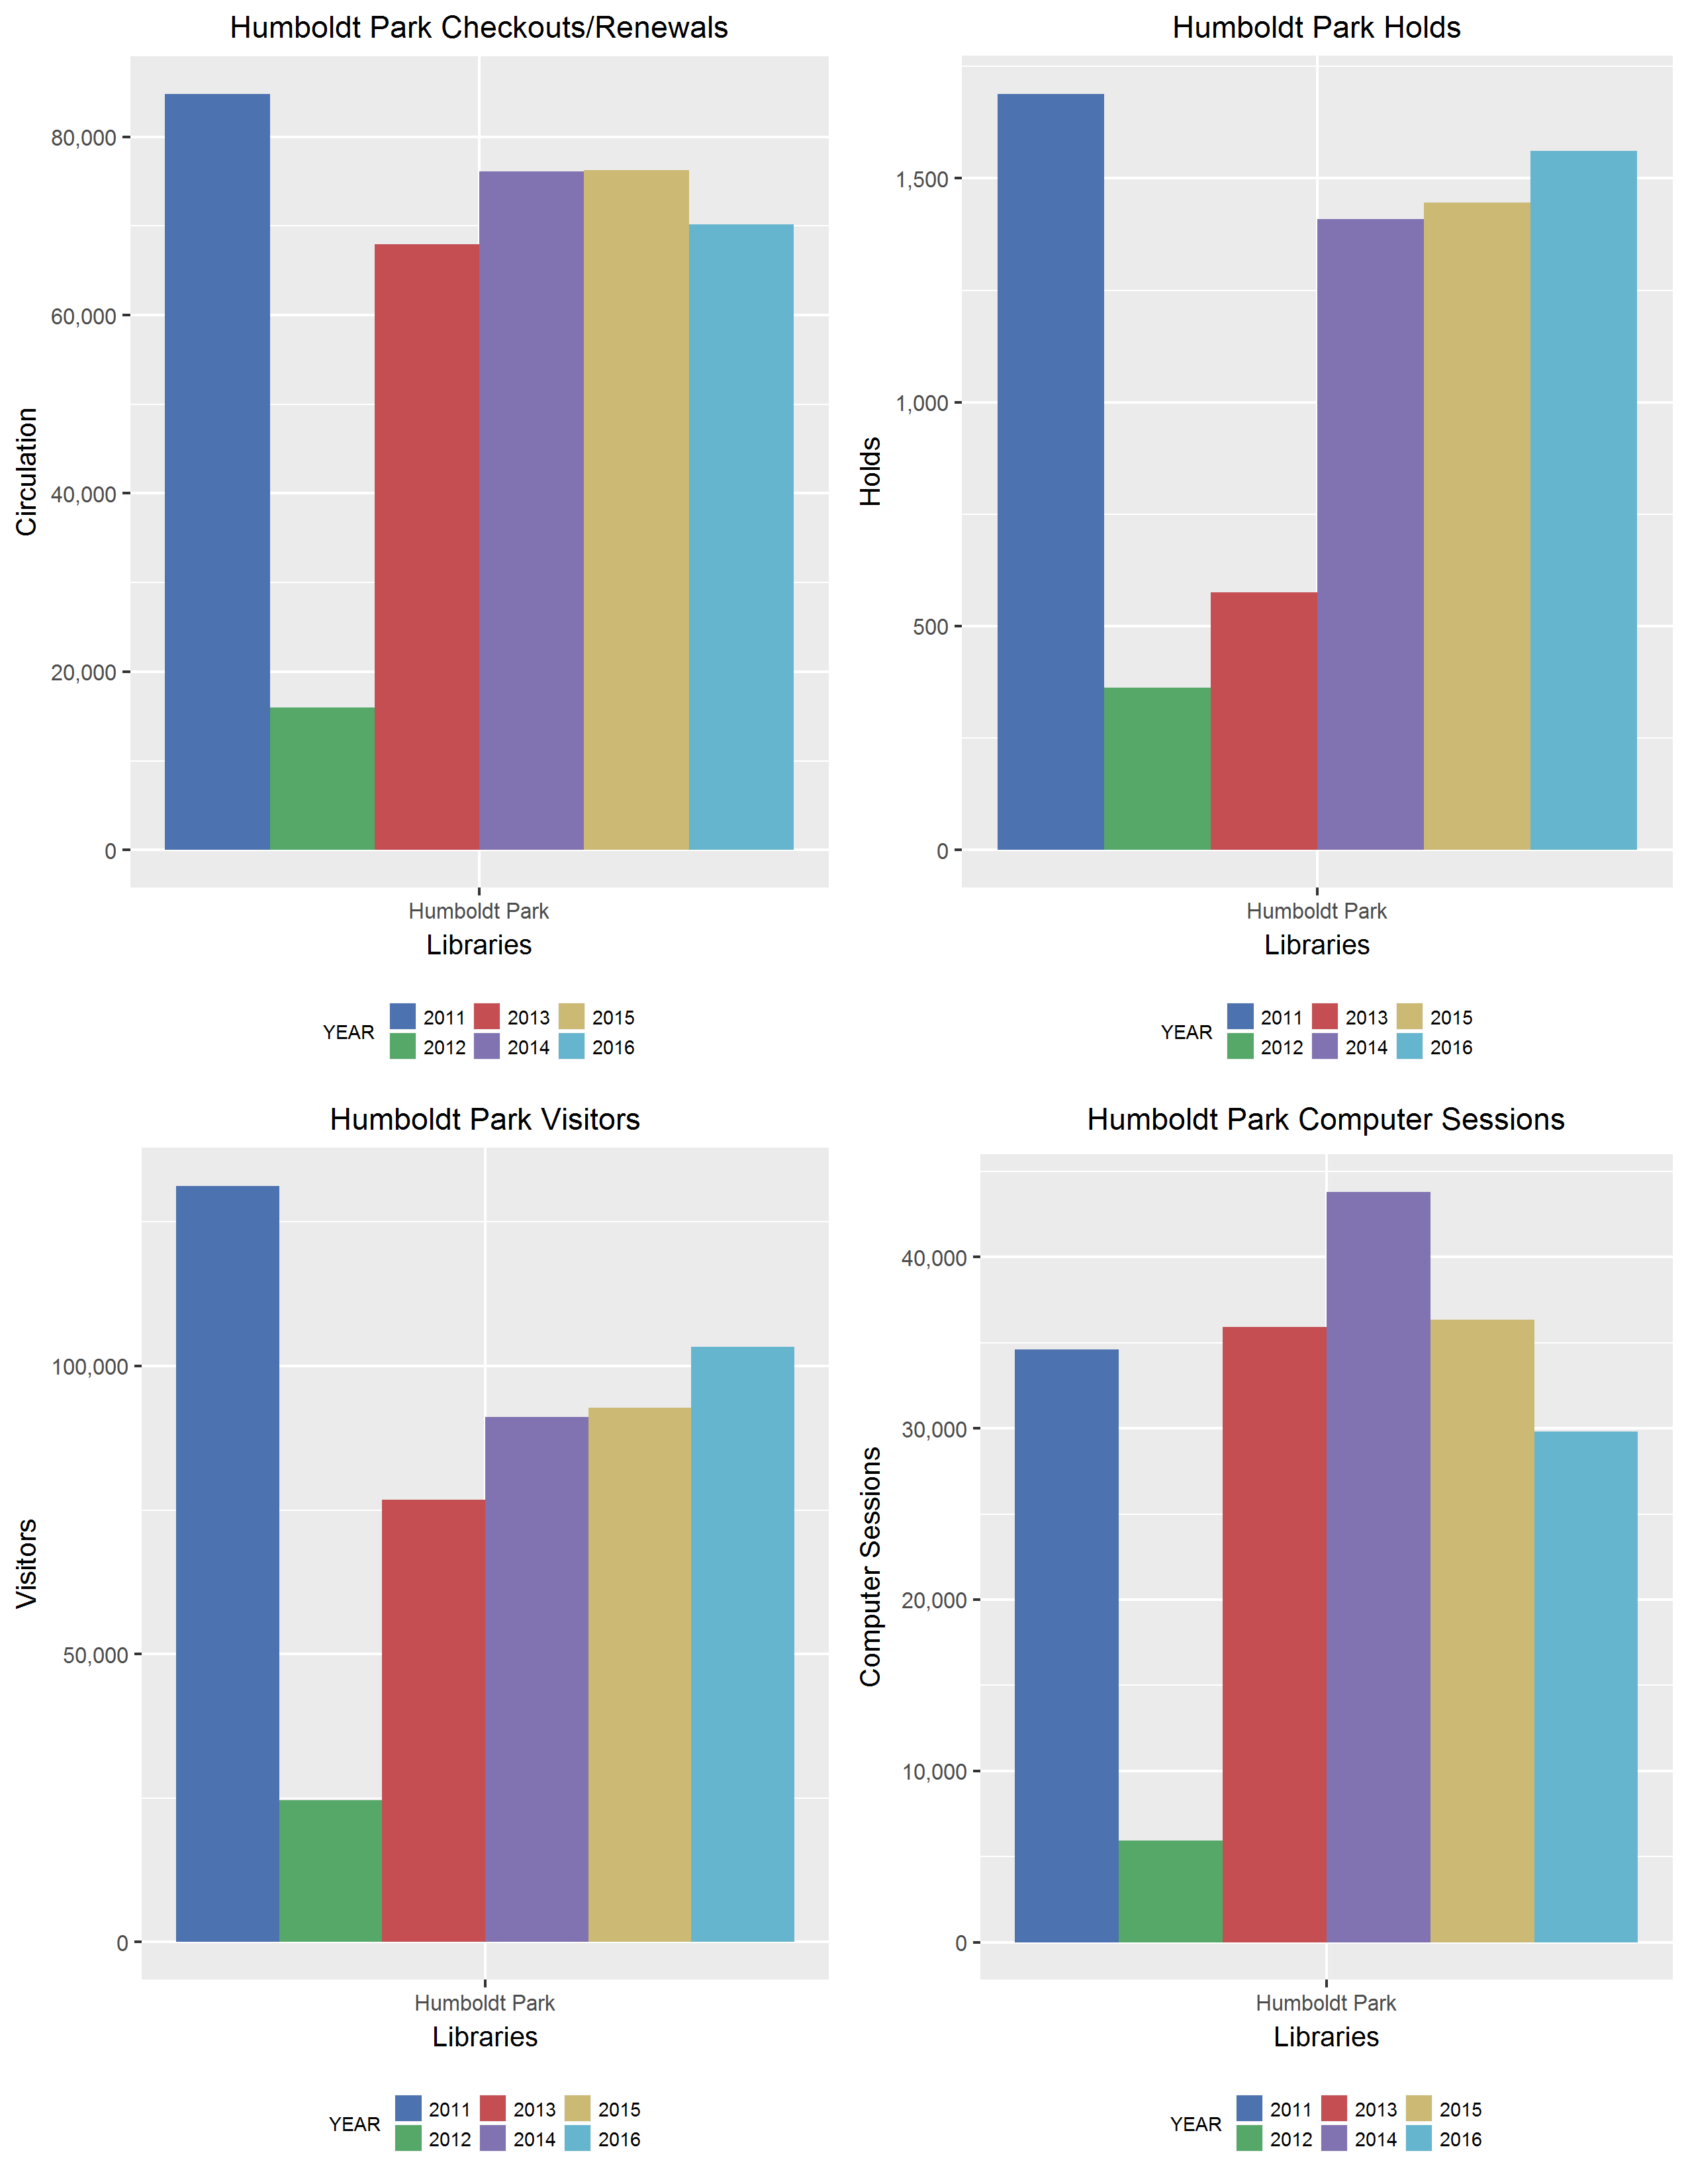 Humboldt Park Checkouts/Renewals
80,000
60,000
40,000
20,000
0
Circulation
Humboldt Park
Libraries
YEAR
2011 2013 2015
2012 2014 2016
Humboldt Park Holds
1,500
1,000
500
0
Holds
Humboldt Park
Libraries
YEAR
2011 2013 2015
2012 2014 2016
Humboldt Park Visitors
100,000
50,000
0
Visitors
Humboldt Park
Libraries
YEAR
2011 2013 2015
2012 2014 2016
Humboldt Park Computer Sessions
40,000
30,000
20,000
10,000
0
Computer Sessions
Humboldt Park
Libraries
YEAR
2011 2013 2015
2012 2014 2016